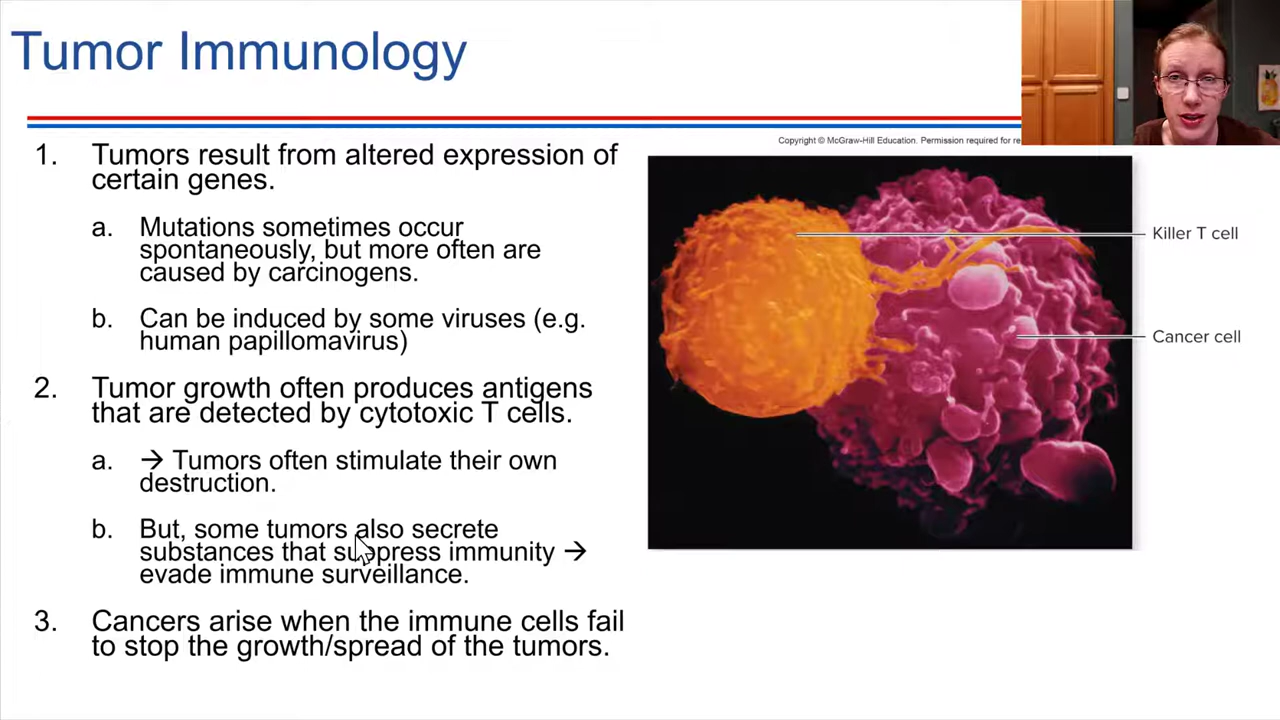 Tumor Immunology
Copyright © McGraw-Hill Education. Permission required for
1. Tumors result from altered expression of
certain genes.
a. Mutations sometimes occur
spontaneously, but more often are
caused by carcinogens.
b. Can be induced by some viruses (e.g.
human papillomavirus)
2. Tumor growth often produces antigens
that are detected by cytotoxic T cells.
a. → Tumors often stimulate their own
destruction.
b. But, some tumors also secrete
substances that suppress immunity →
evade immune surveillance.
3. Cancers arise when the immune cells fail
to stop the growth/spread of the tumors.
Killer T cell
Cancer cell